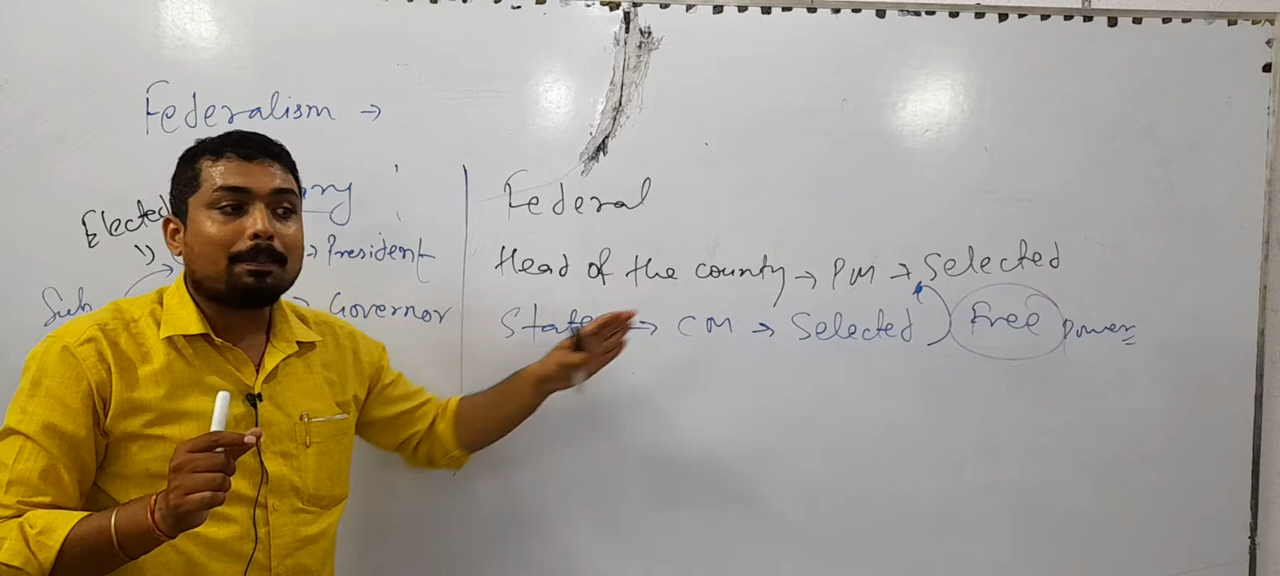 Federalism →
Elected
→ President
Sub → Governor
Federal
Head of the county → PM → Selected
State → CM → Selected) Free power